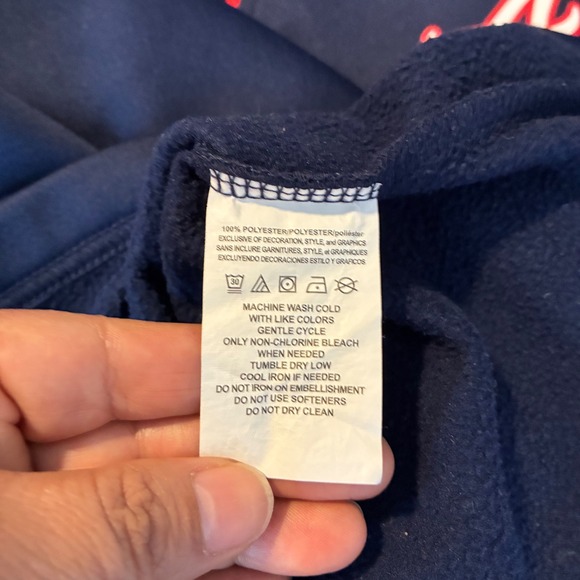 100% POLYESTER/POLYESTER/poliéster
EXCLUSIVE OF DECORATION, STYLE, and GRAPHICS
SANS INCLURE GARNITURES, STYLE, et GRAPHIQUES
EXCLUYENDO DECORACIONES ESTILO Y GRAFICOS
30
MACHINE WASH COLD
WITH LIKE COLORS
GENTLE CYCLE
ONLY NON-CHLORINE BLEACH
WHEN NEEDED
TUMBLE DRY LOW
COOL IRON IF NEEDED
DO NOT IRON ON EMBELLISHMENT
DO NOT USE SOFTENERS
DO NOT DRY CLEAN